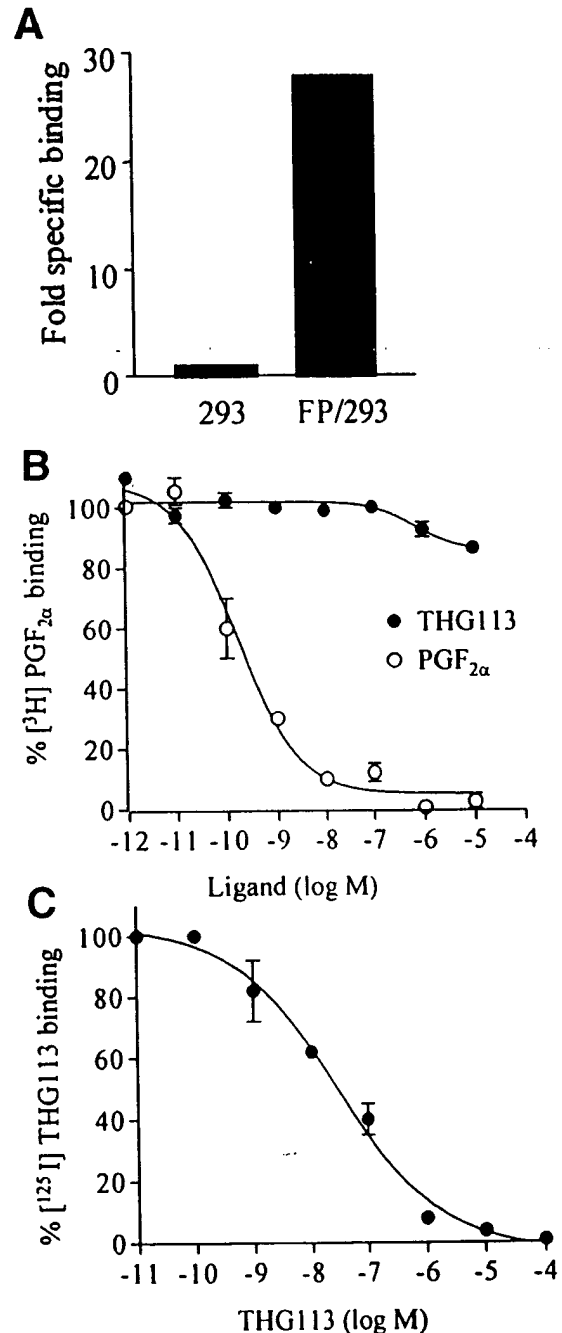 A
Fold specific binding
30
20
10
0
293 FP/293
B
% [³H] PGF₂α binding
100
80
60
40
20
0
THG113
PGF₂α
-12 -11 -10 -9 -8 -7 -6 -5 -4
Ligand (log M)
C
% [¹²⁵I] THG113 binding
100
80
60
40
20
0
-11 -10 -9 -8 -7 -6 -5 -4
THG113 (log M)